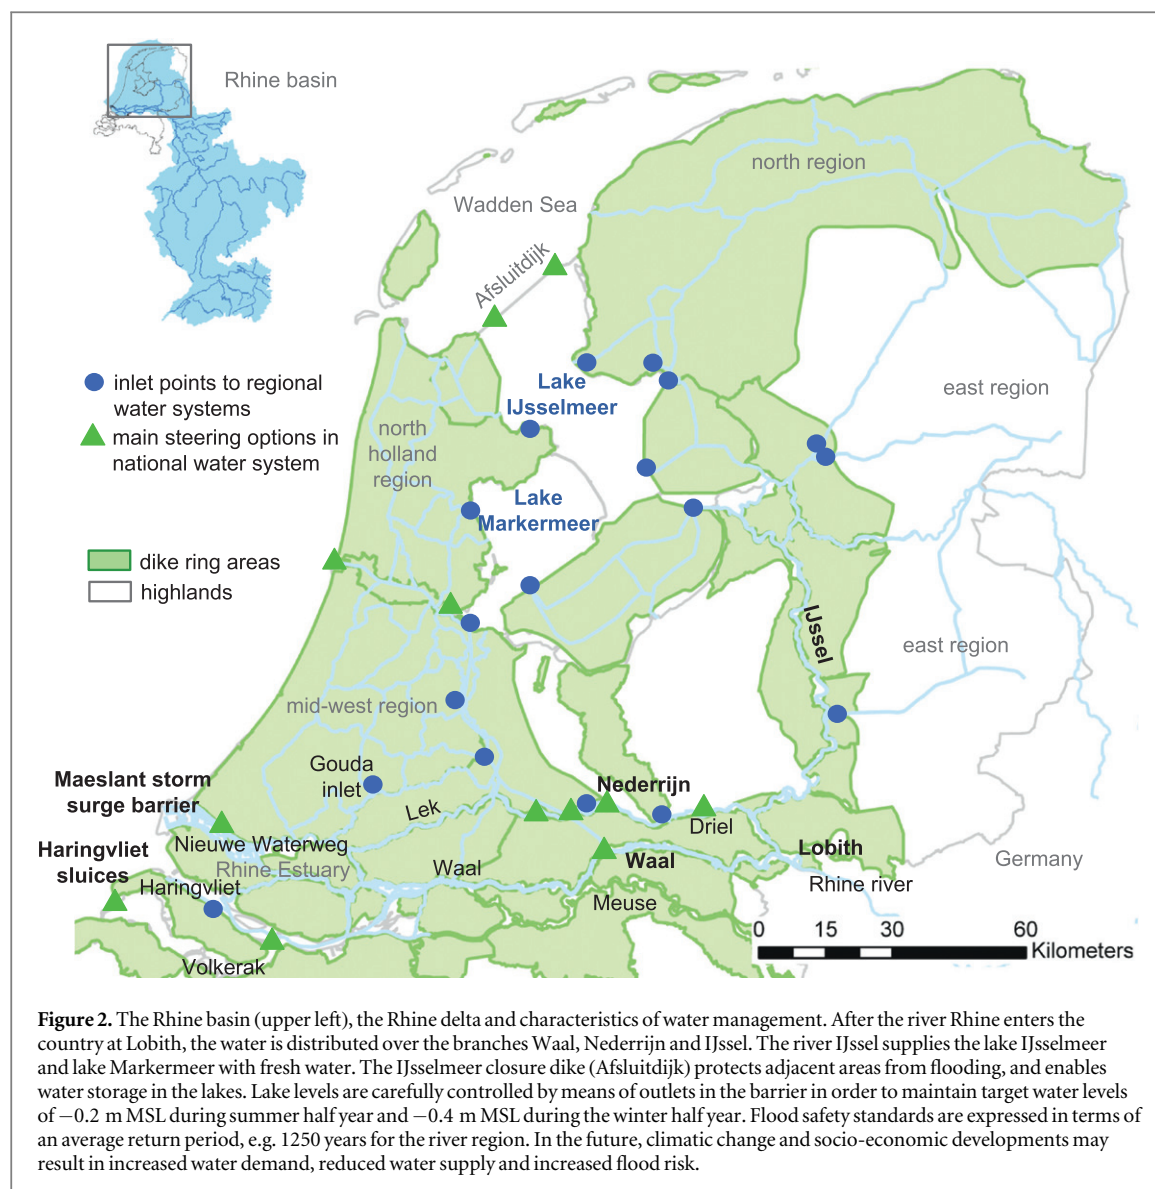 Rhine basin
north region
Wadden Sea
Afsluitdijk
inlet points to regional
water systems
main steering options in
national water system
Lake
IJsselmeer
east region
north
holland
region
Lake
Markermeer
dike ring areas
highlands
IJssel
east region
mid-west region
Gouda
inlet
Maeslant storm
surge barrier
Nederrijn
Lek
Driel
Nieuwe Waterweg
Haringvliet
sluices
Rhine Estuary
Waal
Waal
Lobith
Germany
Haringvliet
Rhine river
Meuse
Volkerak
0 15 30 60
Kilometers
Figure 2. The Rhine basin (upper left), the Rhine delta and characteristics of water management. After the river Rhine enters the
country at Lobith, the water is distributed over the branches Waal, Nederrijn and IJssel. The river IJssel supplies the lake IJsselmeer
and lake Markermeer with fresh water. The IJsselmeer closure dike (Afsluitdijk) protects adjacent areas from flooding, and enables
water storage in the lakes. Lake levels are carefully controlled by means of outlets in the barrier in order to maintain target water levels
of −0.2 m MSL during summer half year and −0.4 m MSL during the winter half year. Flood safety standards are expressed in terms of
an average return period, e.g. 1250 years for the river region. In the future, climatic change and socio-economic developments may
result in increased water demand, reduced water supply and increased flood risk.